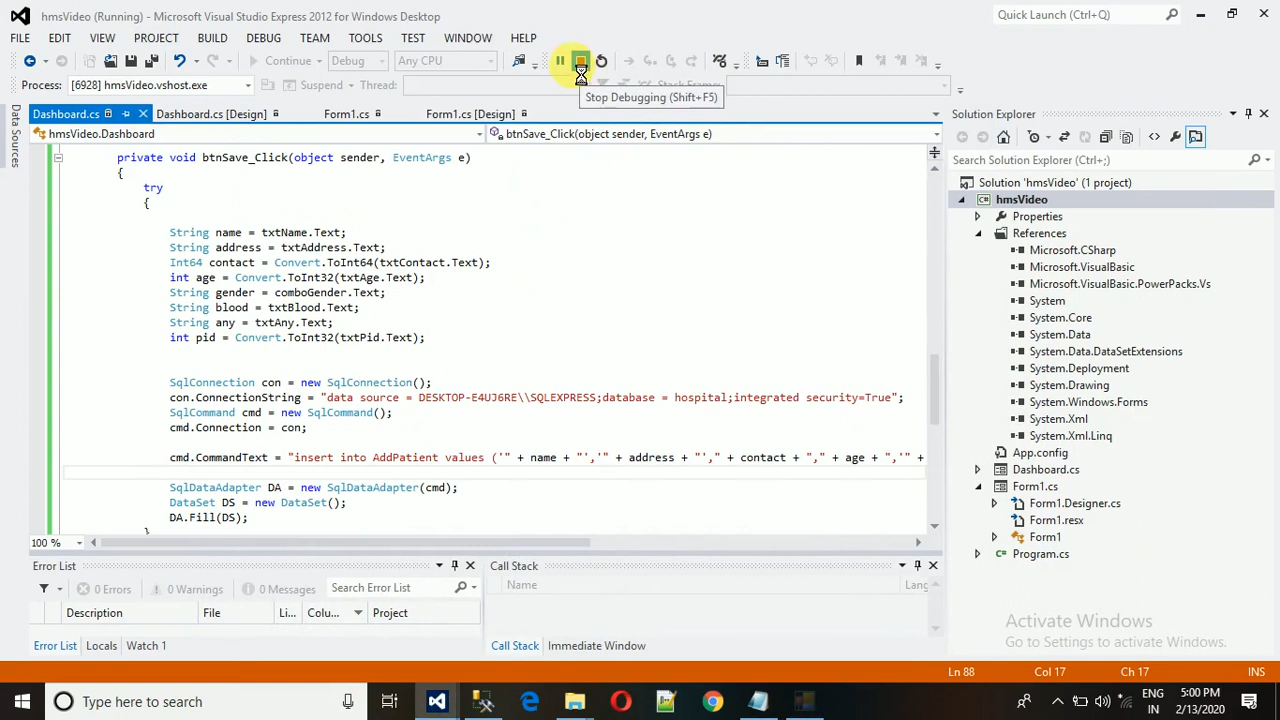 hmsVideo (Running) - Microsoft Visual Studio Express 2012 for Windows Desktop
Quick Launch (Ctrl+Q)
FILE EDIT VIEW PROJECT BUILD DEBUG TEAM TOOLS TEST WINDOW HELP
Continue Debug Any CPU
Process: [6928] hmsVideo.vshost.exe Suspend Thread: Stack Frame:
Stop Debugging (Shift+F5)
Data Sources
Dashboard.cs Dashboard.cs [Design] Form1.cs Form1.cs [Design]
hmsVideo.Dashboard btnSave_Click(object sender, EventArgs e)
private void btnSave_Click(object sender, EventArgs e)
{
try
{
String name = txtName.Text;
String address = txtAddress.Text;
Int64 contact = Convert.ToInt64(txtContact.Text);
int age = Convert.ToInt32(txtAge.Text);
String gender = comboGender.Text;
String blood = txtBlood.Text;
String any = txtAny.Text;
int pid = Convert.ToInt32(txtPid.Text);
SqlConnection con = new SqlConnection();
con.ConnectionString = "data source = DESKTOP-E4UJ6RE\\SQLEXPRESS;database = hospital;integrated security=True";
SqlCommand cmd = new SqlCommand();
cmd.Connection = con;
cmd.CommandText = "insert into AddPatient values ('" + name + "','" + address + "'," + contact + "," + age + ",'" +
SqlDataAdapter DA = new SqlDataAdapter(cmd);
DataSet DS = new DataSet();
DA.Fill(DS);
}
100 %
Solution Explorer
Search Solution Explorer (Ctrl+;)
Solution 'hmsVideo' (1 project)
hmsVideo
Properties
References
Microsoft.CSharp
Microsoft.VisualBasic
Microsoft.VisualBasic.PowerPacks.Vs
System
System.Core
System.Data
System.Data.DataSetExtensions
System.Deployment
System.Drawing
System.Windows.Forms
System.Xml
System.Xml.Linq
App.config
Dashboard.cs
Form1.cs
Form1.Designer.cs
Form1.resx
Form1
Program.cs
Error List
0 Errors 0 Warnings 0 Messages Search Error List
Description File Li... Colu... Project
Error List Locals Watch 1
Call Stack
Name Lang
Call Stack Immediate Window
Activate Windows
Go to Settings to activate Windows.
Ln 88 Col 17 Ch 17 INS
Type here to search
ENG
IN
5:00 PM
2/13/2020